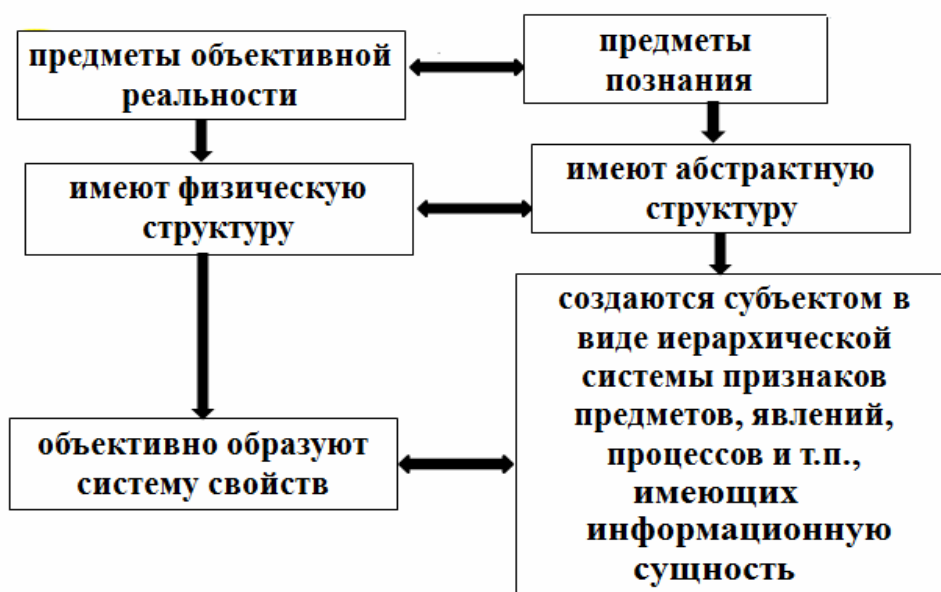 предметы объективной
реальности
предметы
познания
имеют физическую
структуру
имеют абстрактную
структуру
объективно образуют
систему свойств
создаются субъектом в
виде иерархической
системы признаков
предметов, явлений,
процессов и т.п.,
имеющих
информационную
сущность